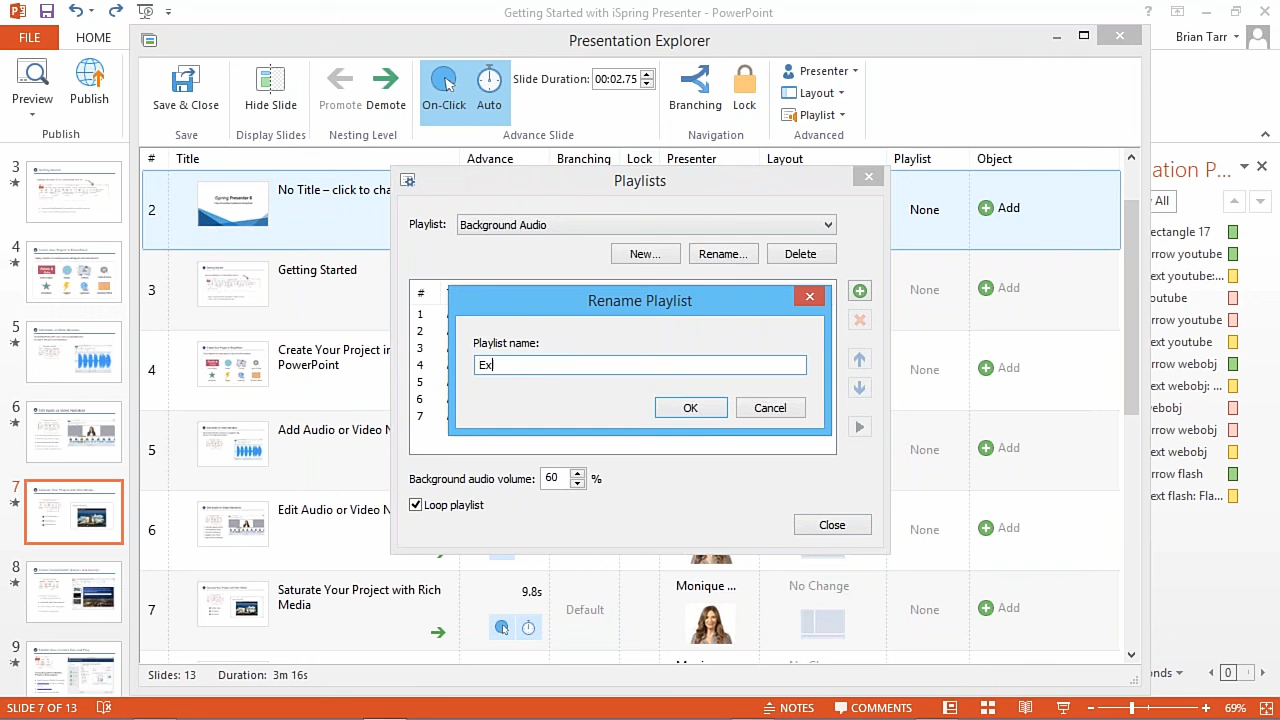 Getting Started with iSpring Presenter - PowerPoint
FILE
HOME
Brian Tarr
Presentation Explorer
Preview
Publish
Publish
Save & Close
Save
Hide Slide
Display Slides
Promote
Demote
Nesting Level
On-Click
Auto
Slide Duration:
00:02.75
Advance Slide
Branching
Lock
Navigation
Presenter
Layout
Playlist
Advanced
# Title Advance Branching Lock Presenter Layout Playlist Object
2 No Title – click to cha None Add
3 Getting Started None Add
4 Create Your Project in
PowerPoint None Add
5 Add Audio or Video N None Add
6 Edit Audio or Video N None Add
7 Saturate Your Project with Rich
Media 9.8s Default Monique No Change None Add
Slides: 13 Duration: 3m 16s
Playlists
Playlist: Background Audio
New...
Rename...
Delete
#
1
2
3
4
5
6
7
Rename Playlist
Playlist name:
Ex
OK
Cancel
Background audio volume: 60 %
Loop playlist
Close
3
4
5
6
7
8
9
ation P...
y All
ectangle 17
rrow youtube
ext youtube:...
outube
rrow youtube
ext youtube
rrow webobj
ext webobj: ...
webobj
rrow webobj
ext webobj
rrow flash
ext flash: Fla...
onds
0
SLIDE 7 OF 13
NOTES
COMMENTS
69%